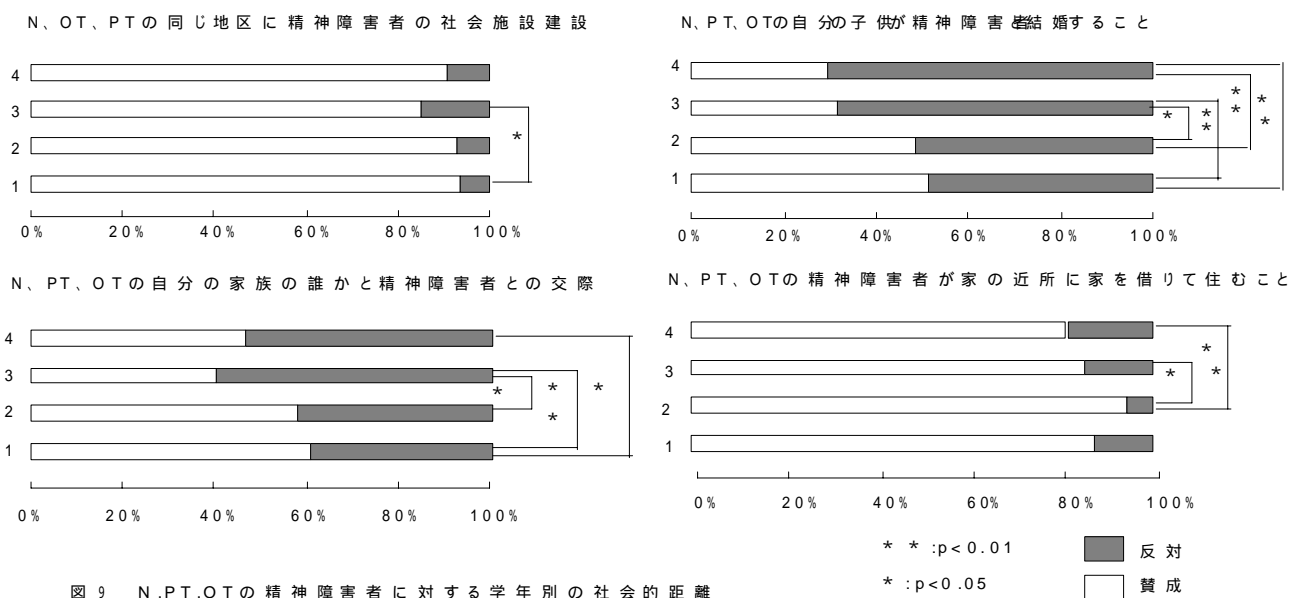 N、OT、PTの同じ地区に精神障害者の社会施設建設
4
3
*
2
1
0% 20% 40% 60% 80% 100%
N、PT、OTの自分の子供が精神障害者と結婚すること
4
3
* ** ** **
2
1
0% 20% 40% 60% 80% 100%
N、PT、OTの自分の家族の誰かと精神障害者との交際
4
3
* ** *
2
1
0% 20% 40% 60% 80% 100%
N、PT、OTの精神障害者が家の近所に家を借りて住むこと
4
3
* **
2
1
0% 20% 40% 60% 80% 100%
**:p<0.01 反対
*:p<0.05 賛成
図9 N.PT.OTの精神障害者に対する学年別の社会的距離